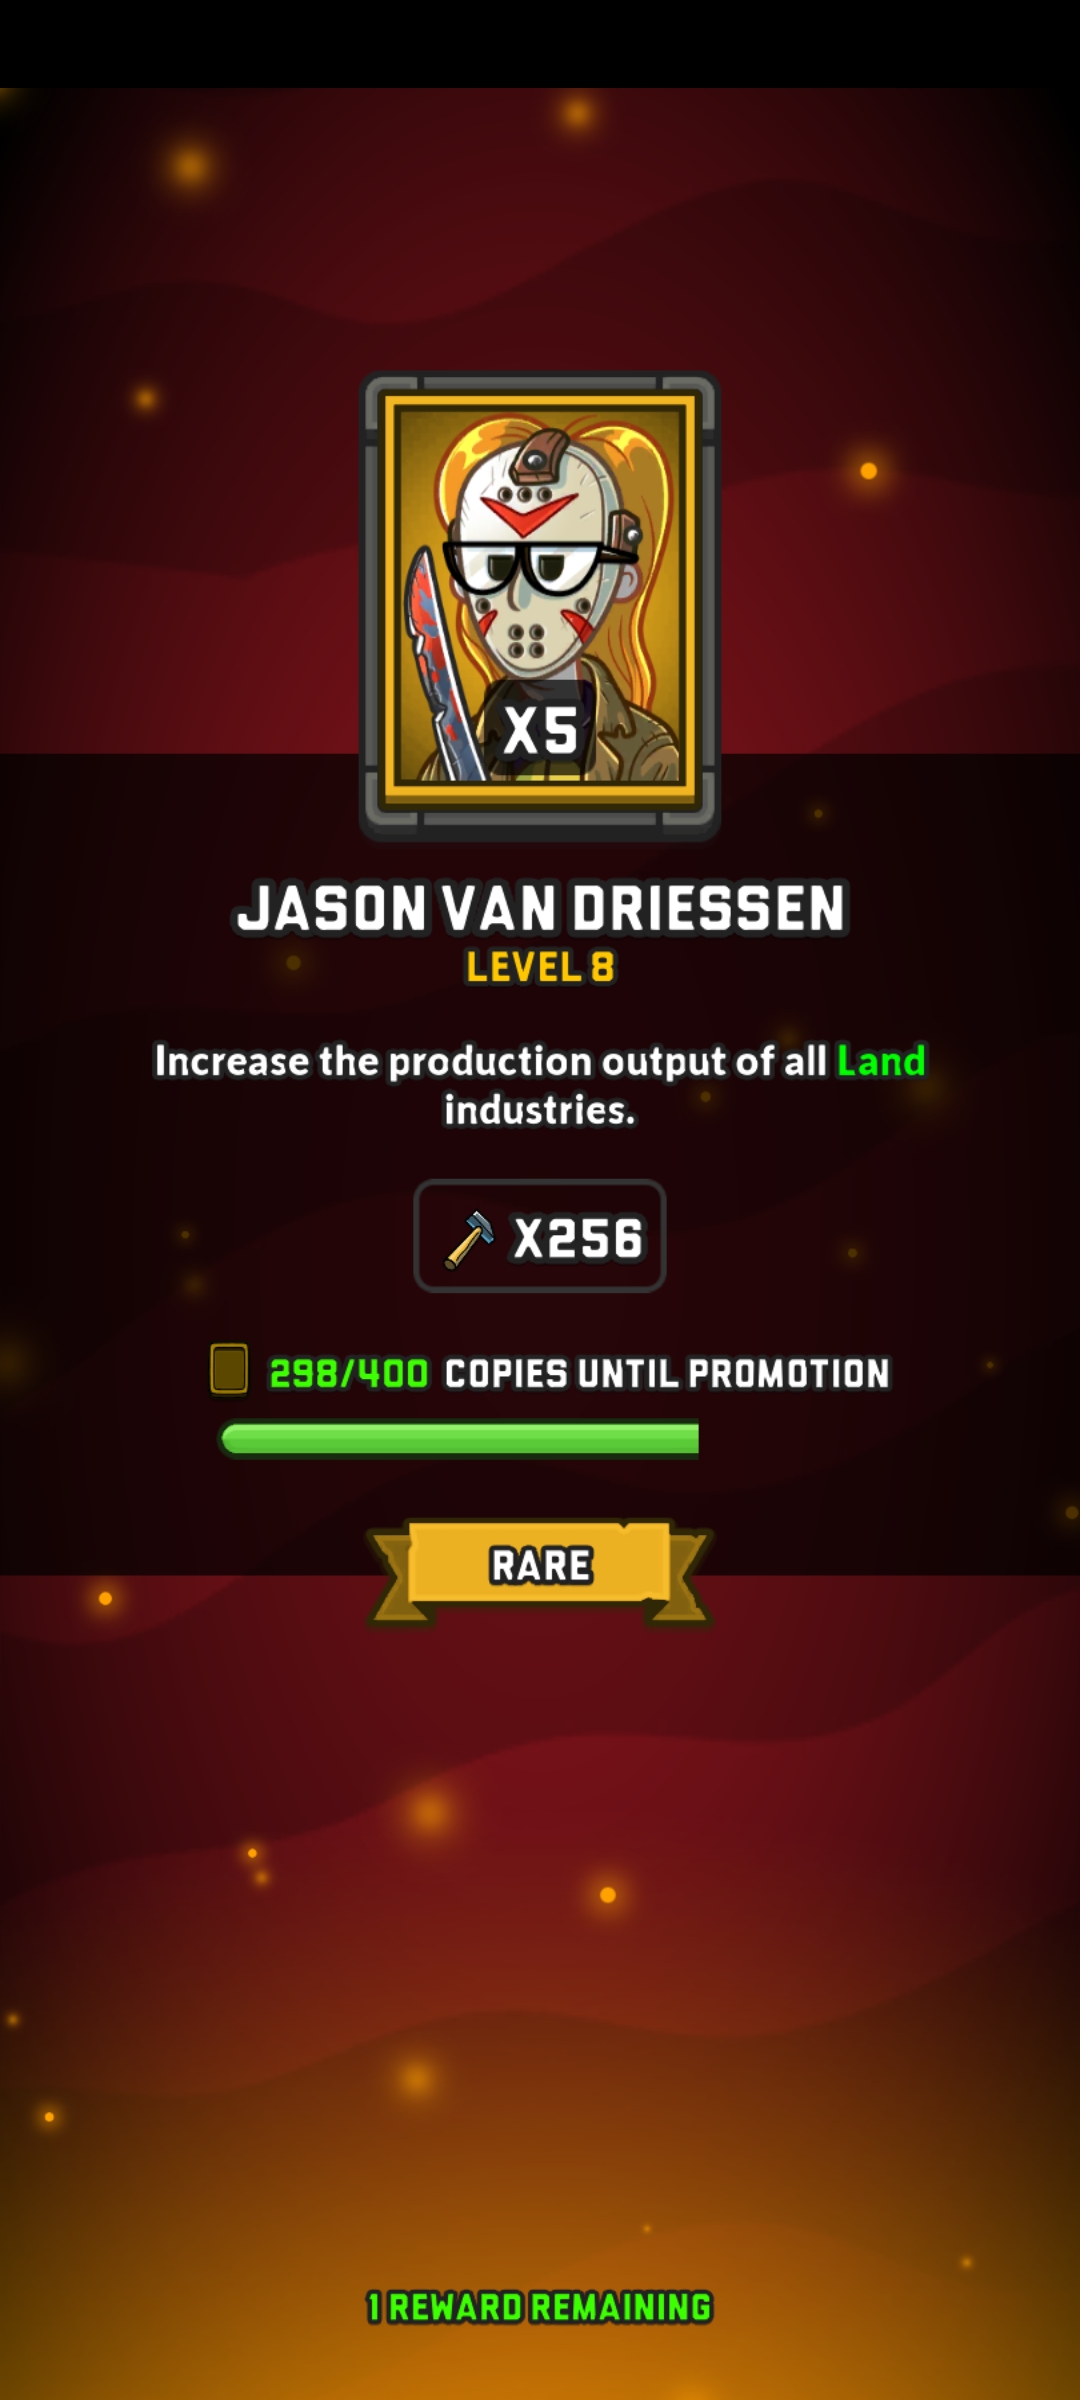 X5
JASON VAN DRIESSEN
LEVEL 8
Increase the production output of all Land
industries.
X256
298/400 COPIES UNTIL PROMOTION
RARE
1 REWARD REMAINING